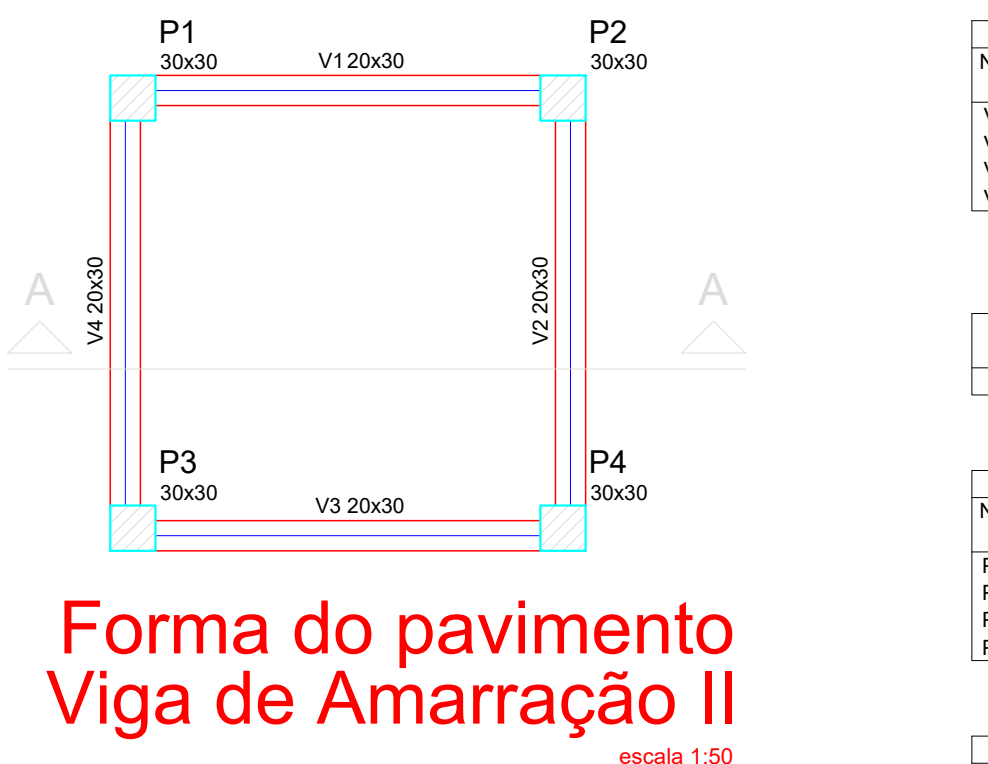 P1
30x30
V1 20x30
P2
30x30
A
V4 20x30
V2 20x30
A
P3
30x30
V3 20x30
P4
30x30
Forma do pavimento
Viga de Amarração II
escala 1:50